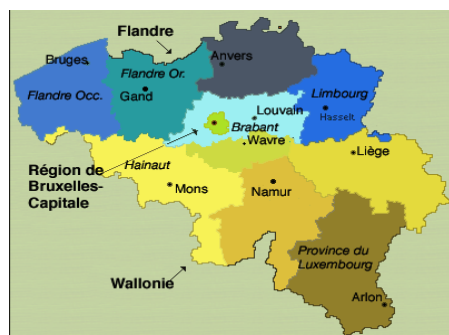 Flandre
Bruges
Flandre Or.
Anvers
Gand
Flandre Occ.
Limbourg
Louvain
Hasselt
Brabant
Wavre
Liège
Région de
Bruxelles-
Capitale
Hainaut
Mons
Namur
Province du
Luxembourg
Wallonie
Arlon